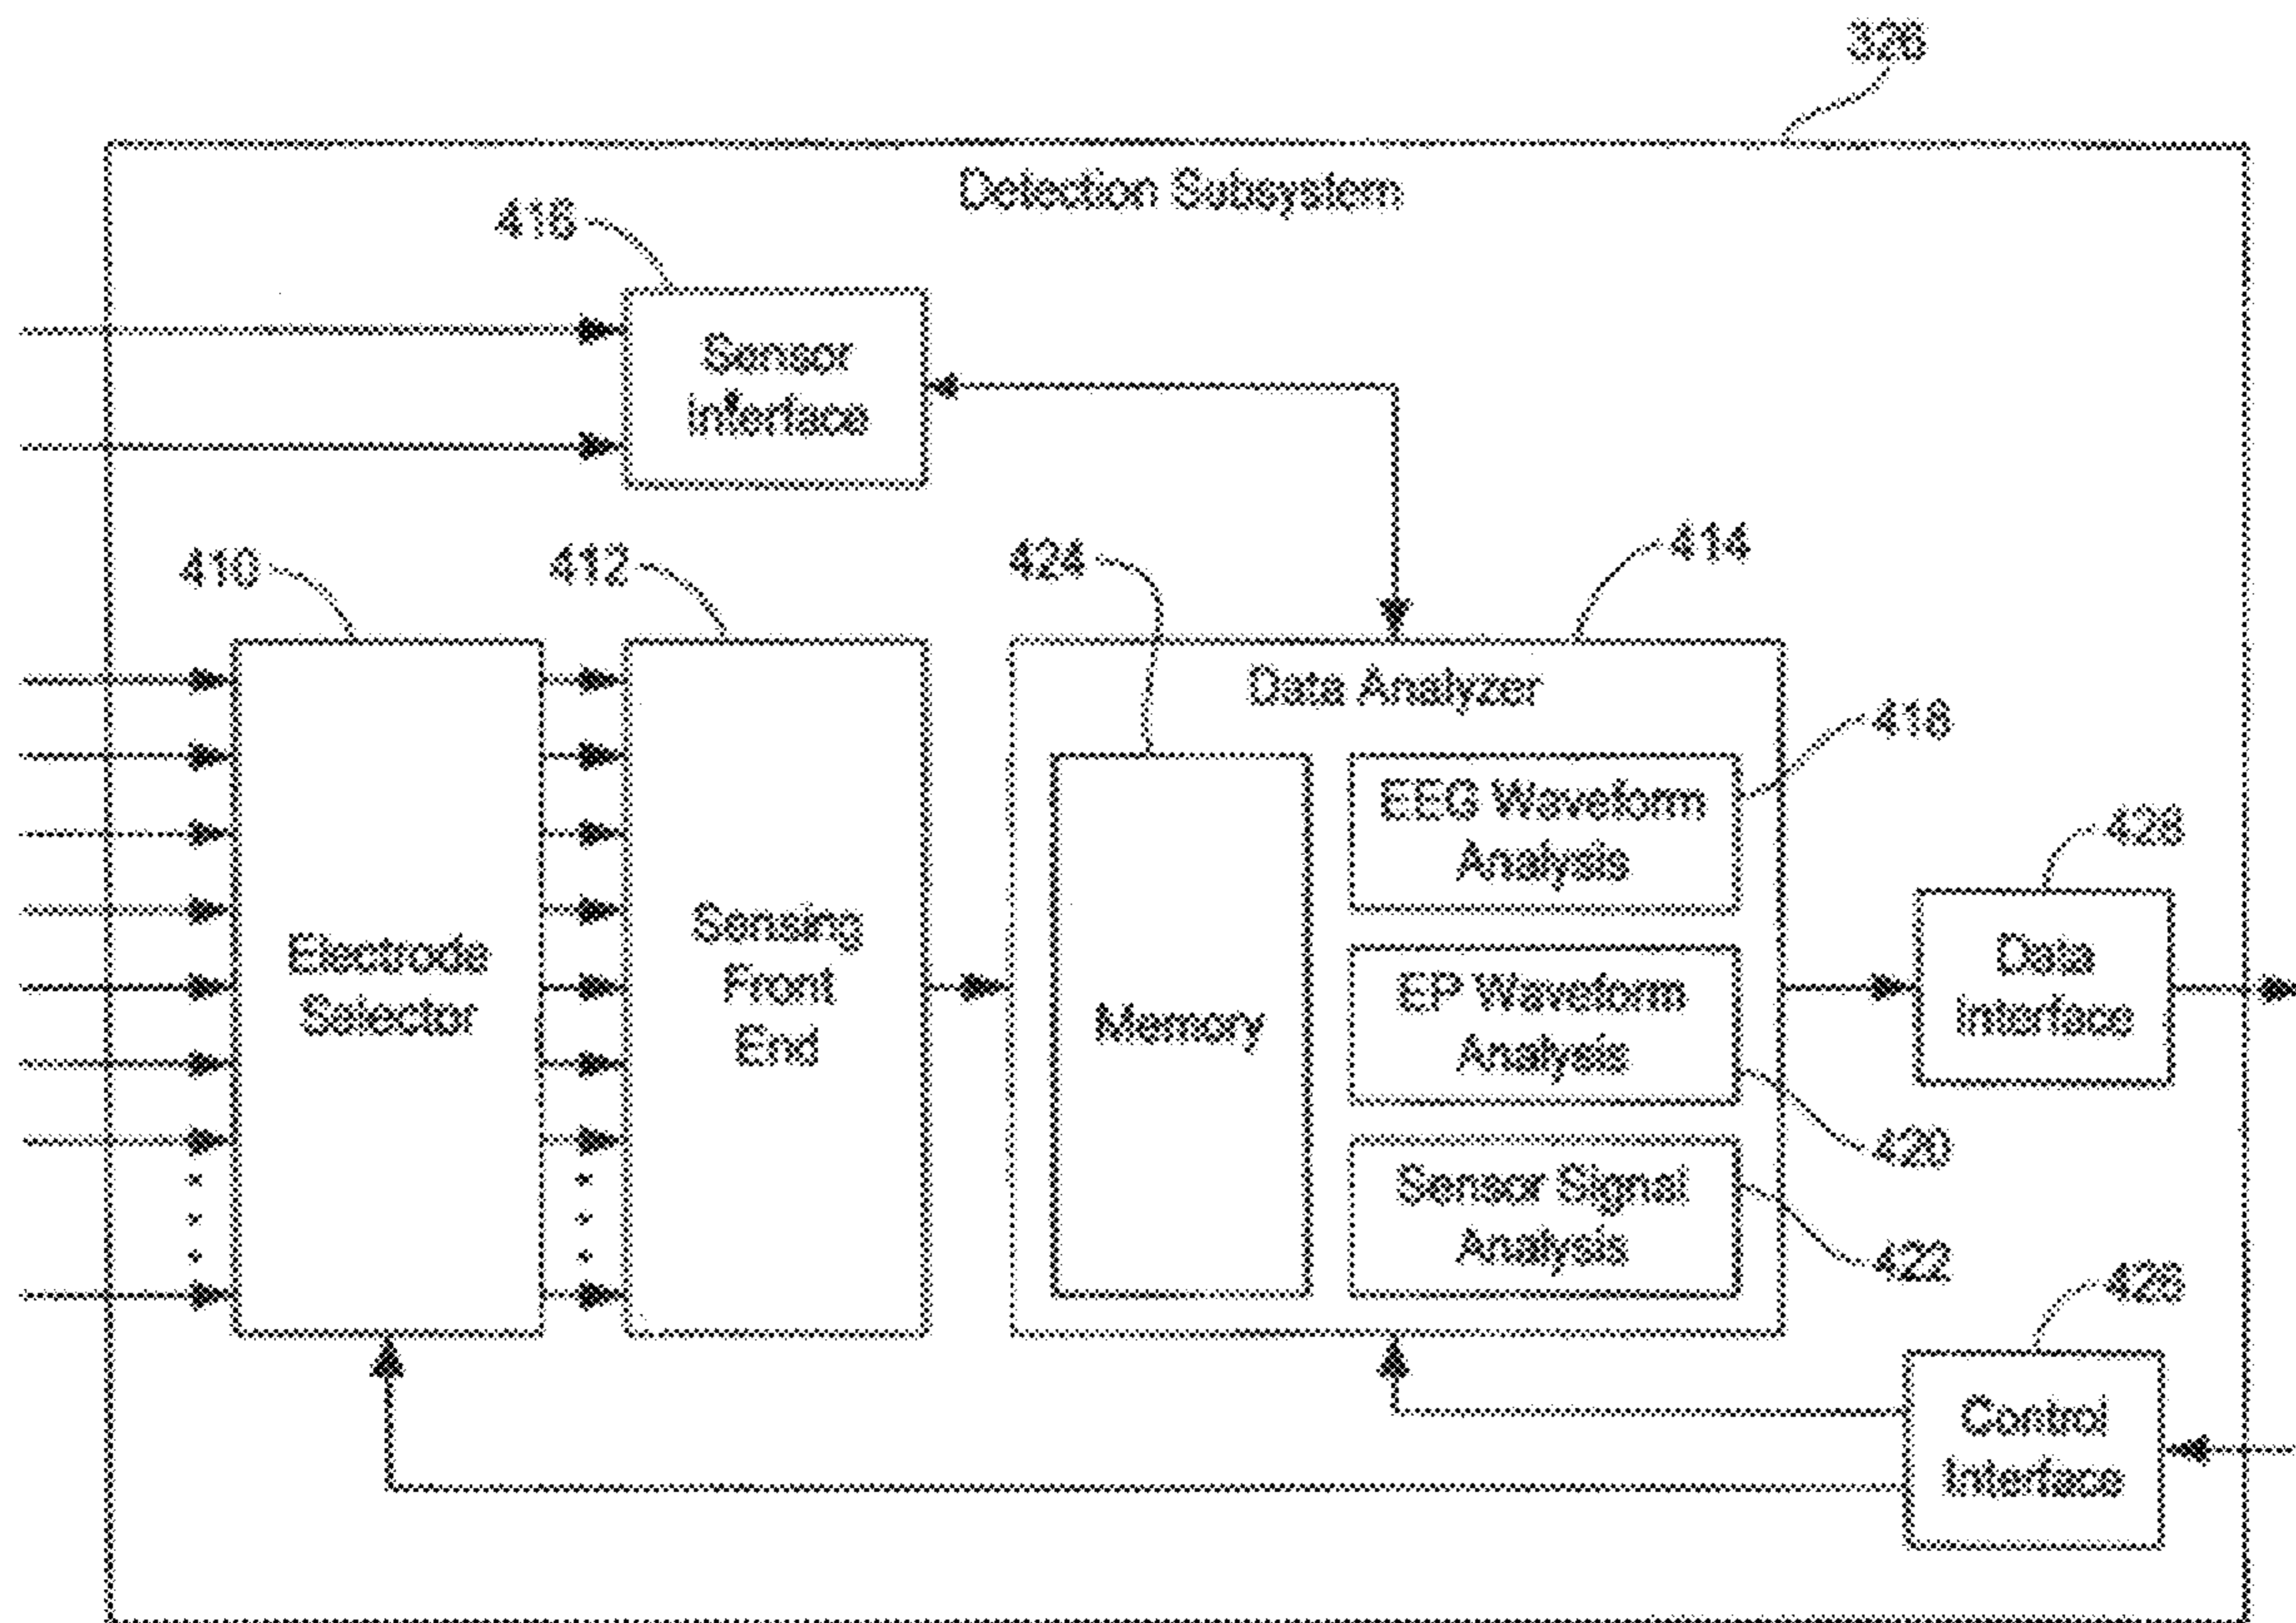 326
Detection Subsystem
416
Sensor
Interface
410
412
424
414
Data Analyzer
418
EEG Waveform
Analysis
428
Electrode
Selector
Sensing
Front
End
Memory
EP Waveform
Analysis
Data
Interface
420
Sensor Signal
Analysis
422
426
Control
Interface